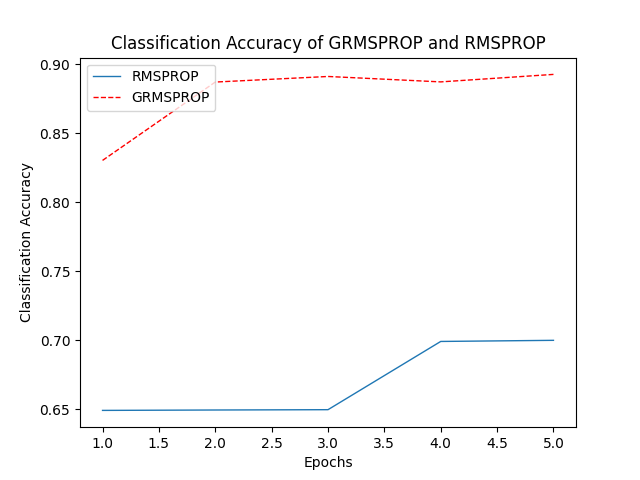 Classification Accuracy of GRMSPROP and RMSPROP
RMSPROP
GRMSPROP
Classification Accuracy
0.90
0.85
0.80
0.75
0.70
0.65
1.0 1.5 2.0 2.5 3.0 3.5 4.0 4.5 5.0
Epochs